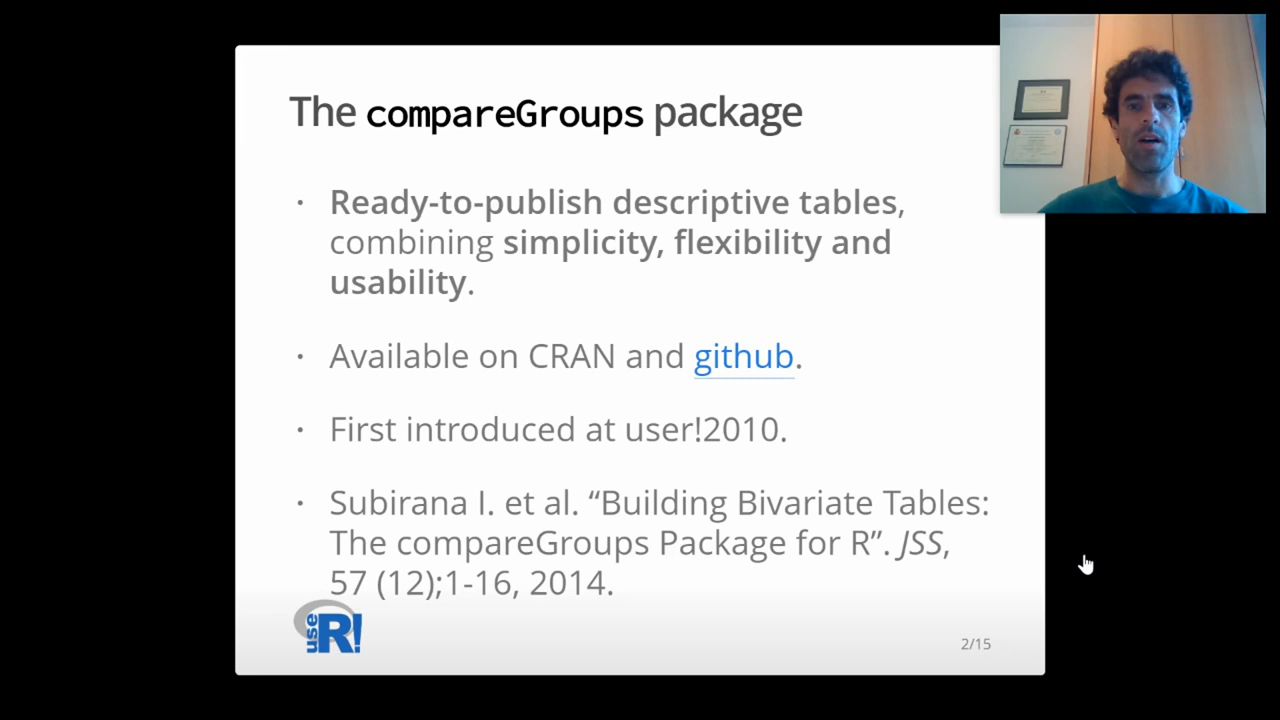 The compareGroups package
· Ready-to-publish descriptive tables,
combining simplicity, flexibility and
usability.
· Available on CRAN and github.
· First introduced at user!2010.
· Subirana I. et al. “Building Bivariate Tables:
The compareGroups Package for R”. JSS,
57 (12);1-16, 2014.
use R!
2/15